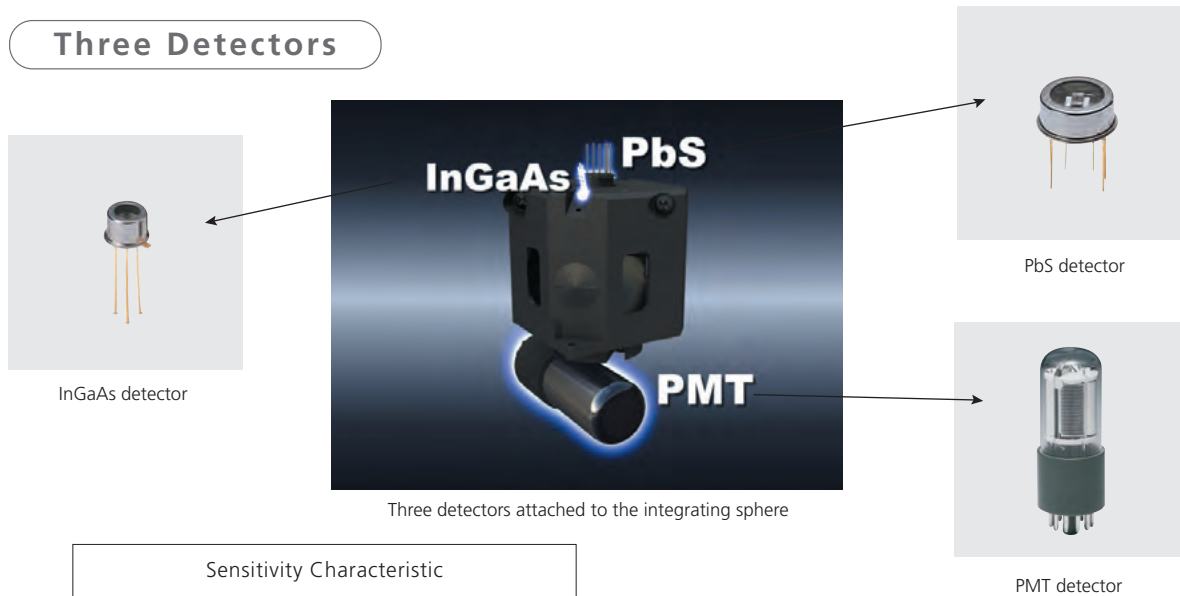 Three Detectors
InGaAs
PbS
PMT
PbS detector
InGaAs detector
Three detectors attached to the integrating sphere
Sensitivity Characteristic
PMT detector